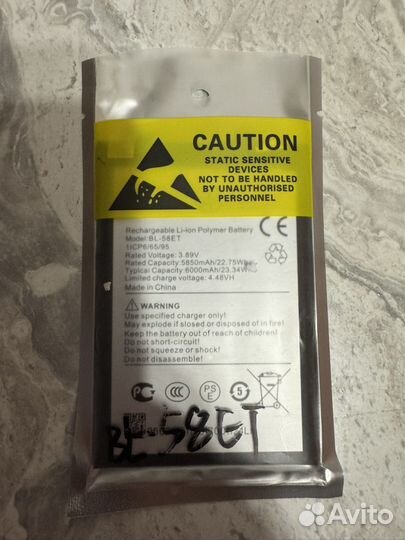 CAUTION
STATIC SENSITIVE
DEVICES
NOT TO BE HANDLED
BY UNAUTHORISED
PERSONNEL
Rechargeable Li-ion Polymer Battery
Model:BL-58ET
1ICP6/65/95
Rated Voltage: 3.89V
Rated Capacity: 5850mAh/22.75Wh
Typical Capacity:6000mAh/23.34Wh
Limited charge voltage: 4.48VH
Made in China
CE
WARNING:
Use specified charger only!
May explode if disposed of in fire!
Keep the battery out of reach of children!
Do not short-circuit!
Do not squeeze or shock!
Do not disassemble!
CCC
PS
E
5
BL-58ET
Avito